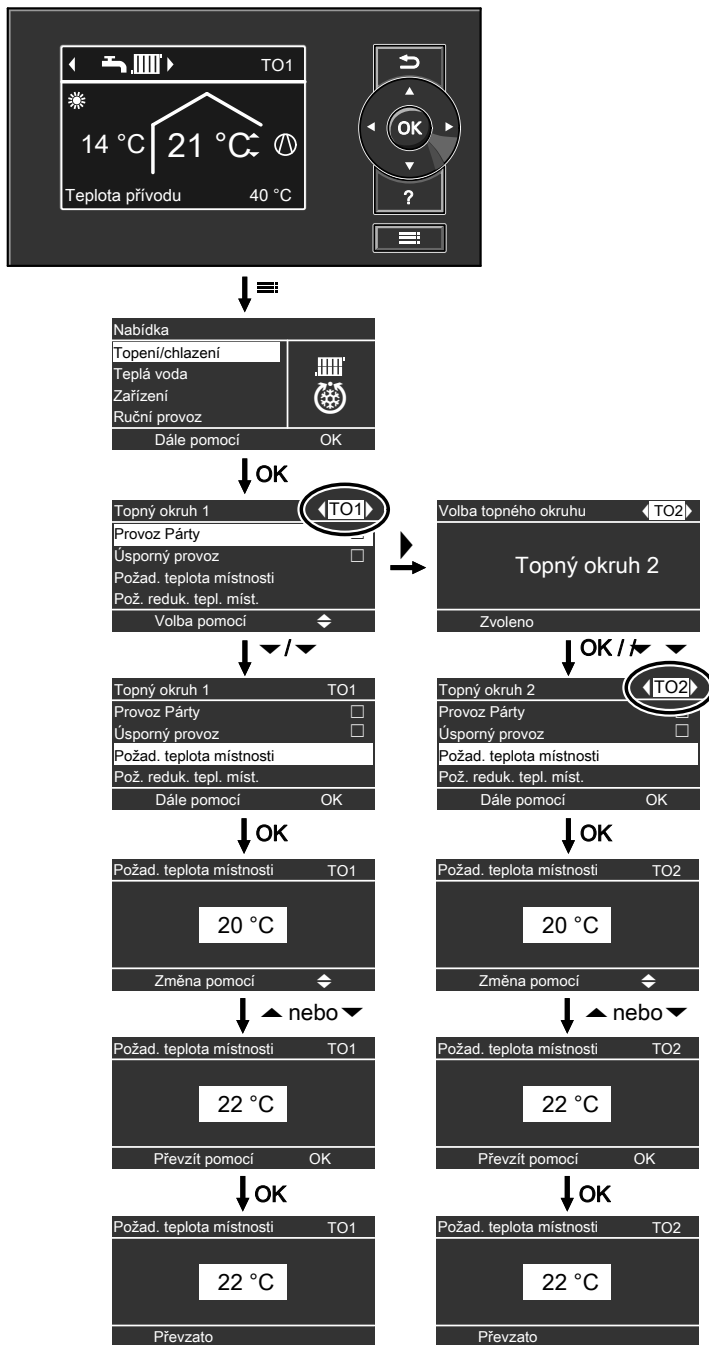 TO1
14 °C 21 °C
Teplota přívodu 40 °C
OK
?
Nabídka
Topení/chlazení
Teplá voda
Zařízení
Ruční provoz
Dále pomocí OK
OK
Topný okruh 1 TO1
Provoz Párty
Úsporný provoz
Požad. teplota místnosti
Pož. reduk. tepl. míst.
Volba pomocí
Volba topného okruhu TO2
Topný okruh 2
Zvoleno
/
OK / /
Topný okruh 1 TO1
Provoz Párty
Úsporný provoz
Požad. teplota místnosti
Pož. reduk. tepl. míst.
Dále pomocí OK
Topný okruh 2 TO2
Provoz Párty
Úsporný provoz
Požad. teplota místnosti
Pož. reduk. tepl. míst.
Dále pomocí OK
OK
OK
Požad. teplota místnosti TO1
20 °C
Změna pomocí
Požad. teplota místnosti TO2
20 °C
Změna pomocí
nebo
nebo
Požad. teplota místnosti TO1
22 °C
Převzít pomocí OK
Požad. teplota místnosti TO2
22 °C
Převzít pomocí OK
OK
OK
Požad. teplota místnosti TO1
22 °C
Převzato
Požad. teplota místnosti TO2
22 °C
Převzato